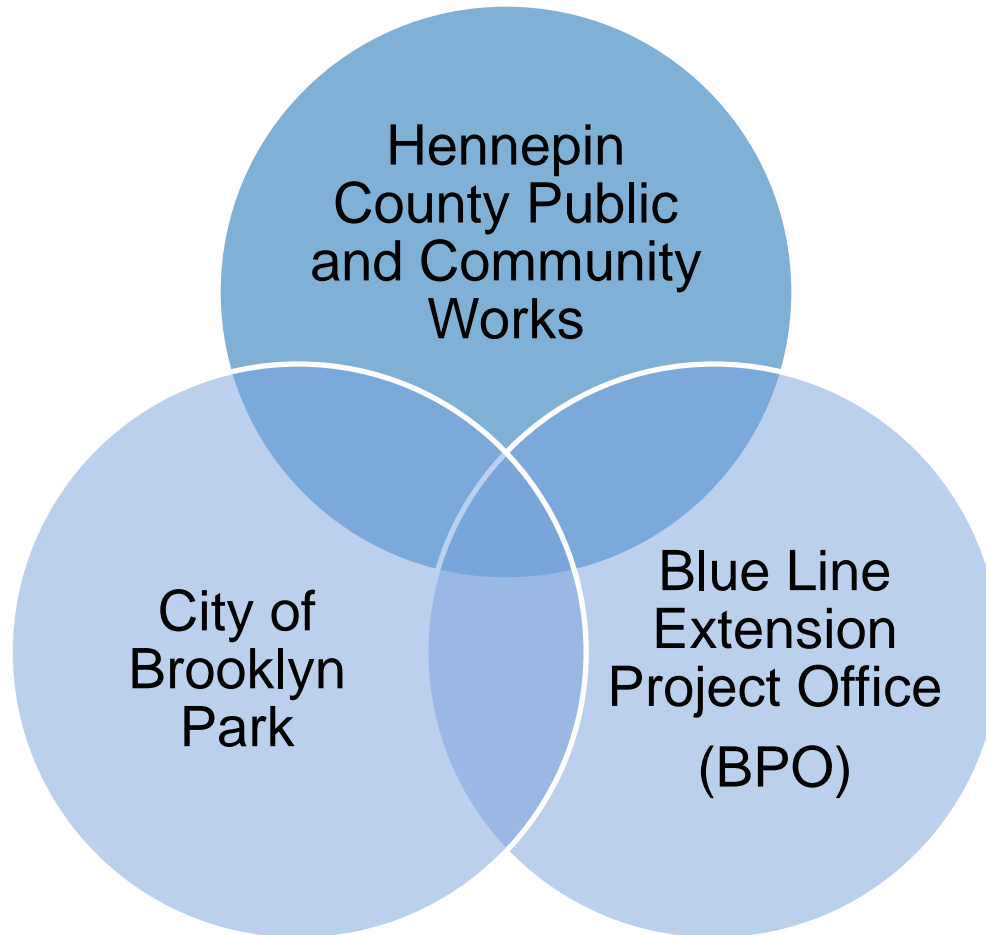 Hennepin
County Public
and Community
Works
City of
Brooklyn
Park
Blue Line
Extension
Project Office
(BPO)